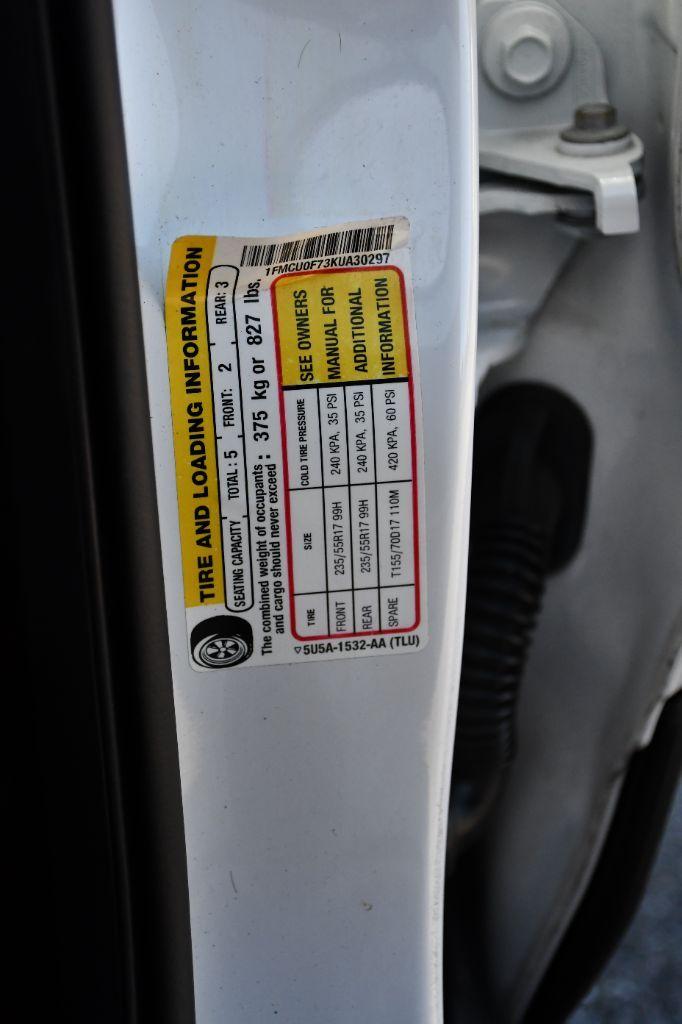 1FMCU0F73KUA30297
TIRE AND LOADING INFORMATION
SEATING CAPACITY TOTAL: 5 FRONT: 2 REAR: 3
The combined weight of occupants and cargo should never exceed : 375 kg or 827 lbs.
TIRE SIZE COLD TIRE PRESSURE
FRONT 235/55R17 99H 240 KPA, 35 PSI
REAR 235/55R17 99H 240 KPA, 35 PSI
SPARE T155/70D17 110M 420 KPA, 60 PSI
SEE OWNERS
MANUAL FOR
ADDITIONAL
INFORMATION
5U5A-1532-AA (TLU)